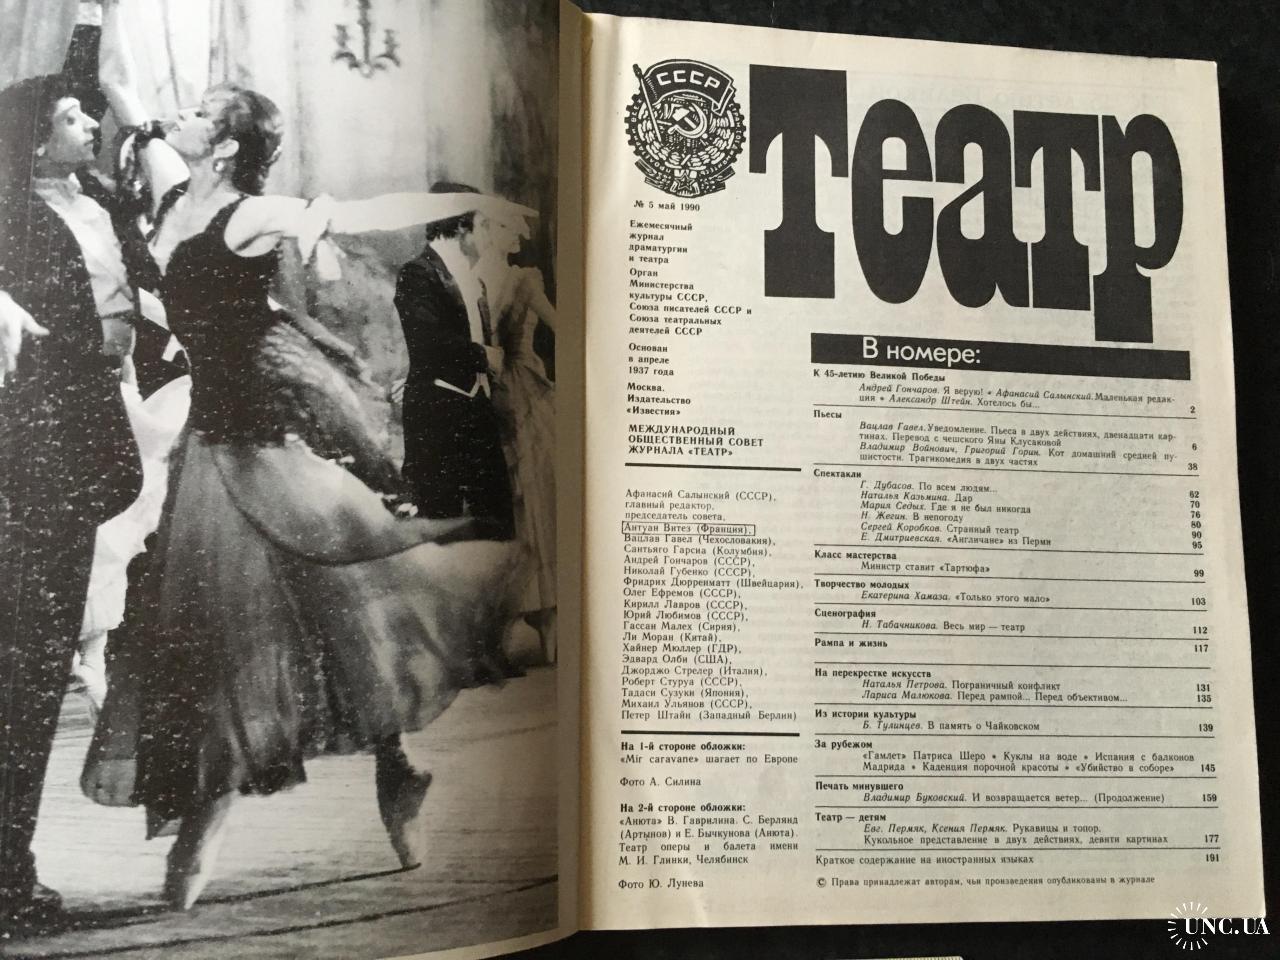 СССР
Театр
№ 5 май 1990
Ежемесячный
журнал
драматургии
и театра
Орган
Министерства
культуры СССР,
Союза писателей СССР и
Союза театральных
деятелей СССР
Основан
в апреле
1937 года
Москва.
Издательство
«Известия»
МЕЖДУНАРОДНЫЙ
ОБЩЕСТВЕННЫЙ СОВЕТ
ЖУРНАЛА «ТЕАТР»
Афанасий Салынский (СССР),
главный редактор,
председатель совета,
Антуан Витез (Франция),
Вацлав Гавел (Чехословакия),
Сантьяго Гарсиа (Колумбия),
Андрей Гончаров (СССР),
Николай Губенко (СССР),
Фридрих Дюрренматт (Швейцария),
Олег Ефремов (СССР),
Кирилл Лавров (СССР),
Юрий Любимов (СССР),
Гассан Малех (Сирия),
Ли Моран (Китай),
Хайнер Мюллер (ГДР),
Эдвард Олби (США),
Джорджо Стрелер (Италия),
Роберт Стуруа (СССР),
Тадаси Сузуки (Япония),
Михаил Ульянов (СССР),
Петер Штайн (Западный Берлин)
На 1-й стороне обложки:
«Mir caravane» шагает по Европе
Фото А. Силина
На 2-й стороне обложки:
«Анюта» В. Гаврилина. С. Берлянд
(Артынов) и Е. Бычкунова (Анюта).
Театр оперы и балета имени
М. И. Глинки, Челябинск
Фото Ю. Лунева
В номере:
К 45-летию Великой Победы
Андрей Гончаров. Я верую! • Афанасий Салынский. Маленькая редак-
ция • Александр Штейн. Хотелось бы... 2
Пьесы
Вацлав Гавел. Уведомление. Пьеса в двух действиях, двенадцати кар-
тинах. Перевод с чешского Яны Клусаковой 6
Владимир Войнович, Григорий Горин. Кот домашний средней пу-
шистости. Трагикомедия в двух частях 38
Спектакли
Г. Дубасов. По всем людям... 62
Наталья Казьмина. Дар 70
Мария Седых. Где я не был никогда 76
Н. Жегин. В непогоду 80
Сергей Коробков. Странный театр 90
Е. Дмитриевская. «Англичане» из Перми 95
Класс мастерства
Министр ставит «Тартюфа» 99
Творчество молодых
Екатерина Хамаза. «Только этого мало» 103
Сценография
Н. Табачникова. Весь мир — театр 112
Рампа и жизнь 117
На перекрестке искусств
Наталья Петрова. Пограничный конфликт 131
Лариса Малюкова. Перед рампой... Перед объективом... 135
Из истории культуры
Б. Тулинцев. В память о Чайковском 139
За рубежом
«Гамлет» Патриса Шеро • Куклы на воде • Испания с балконов
Мадрида • Каденция порочной красоты • «Убийство в соборе» 145
Печать минувшего
Владимир Буковский. И возвращается ветер... (Продолжение) 159
Театр — детям
Евг. Пермяк, Ксения Пермяк. Рукавицы и топор.
Кукольное представление в двух действиях, девяти картинах 177
Краткое содержание на иностранных языках 191
© Права принадлежат авторам, чьи произведения опубликованы в журнале
UNC.UA